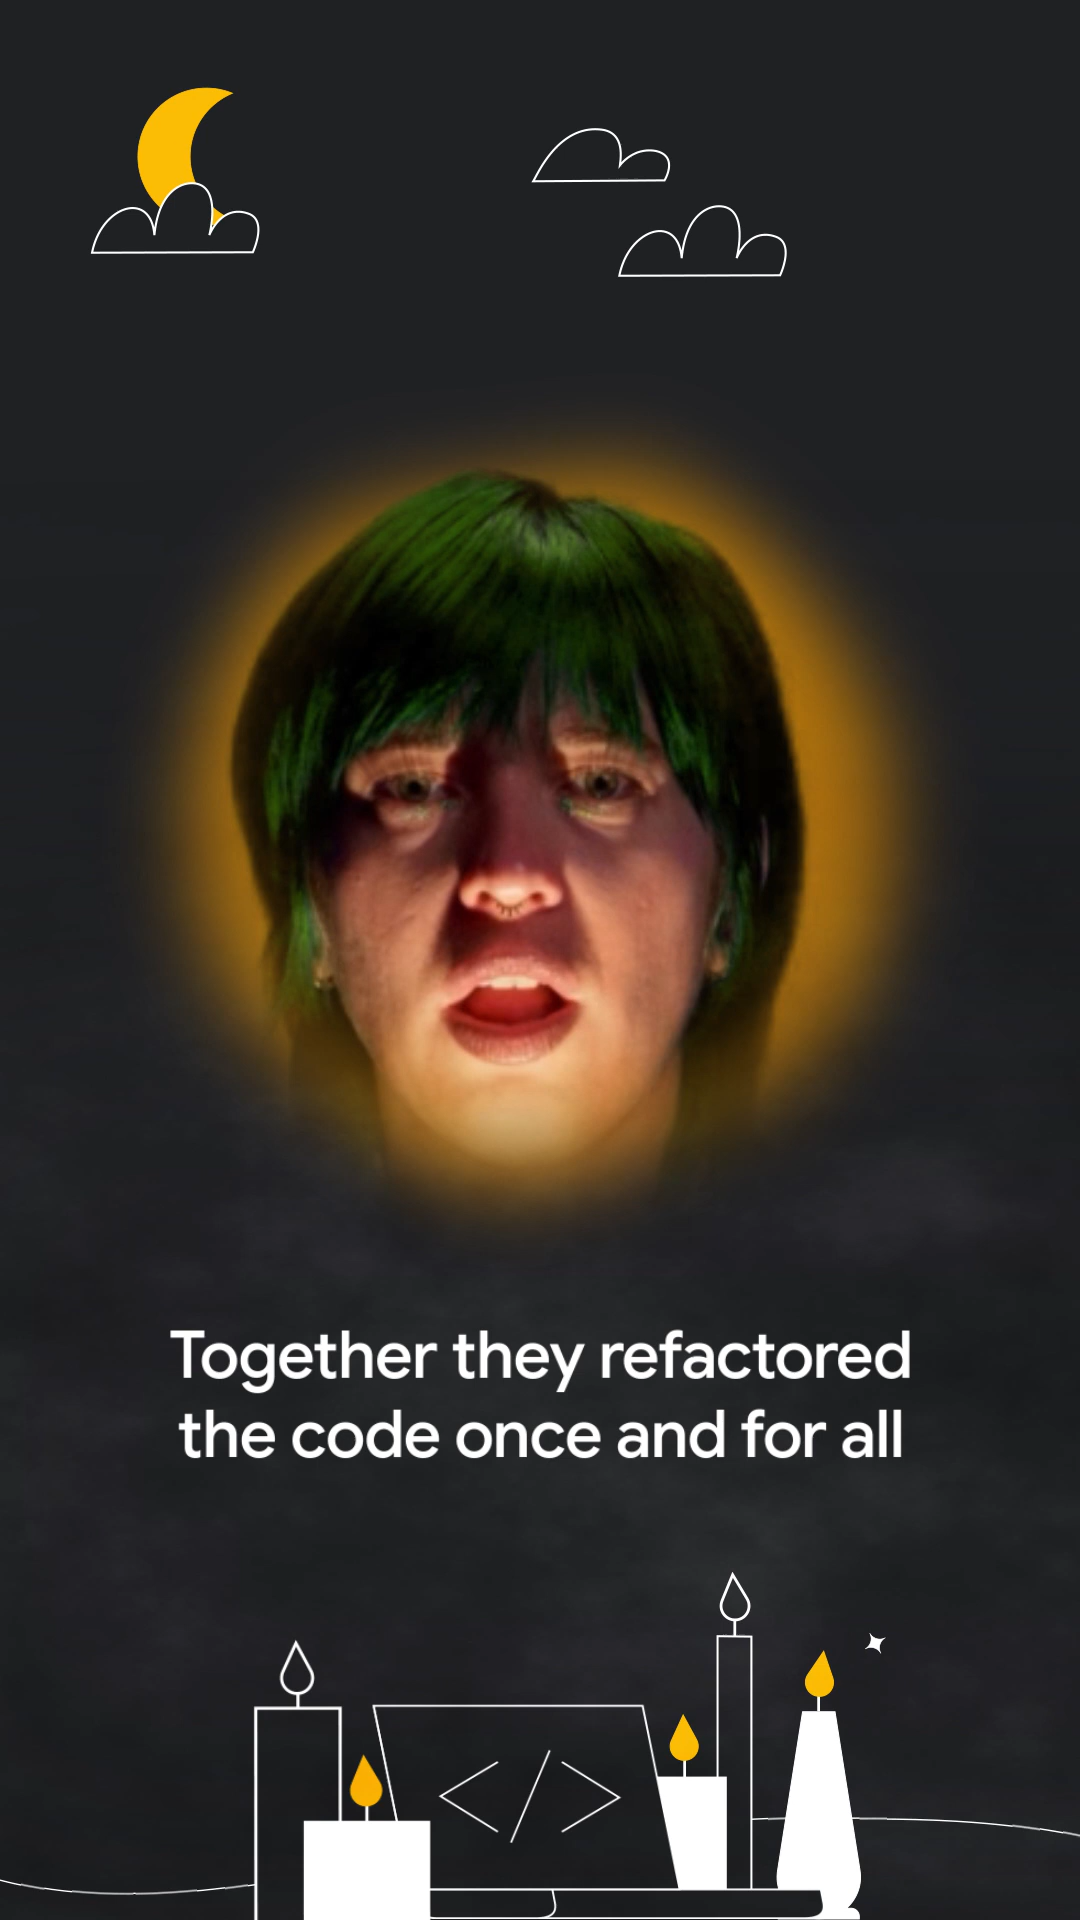 Together they refactored
the code once and for all
</>